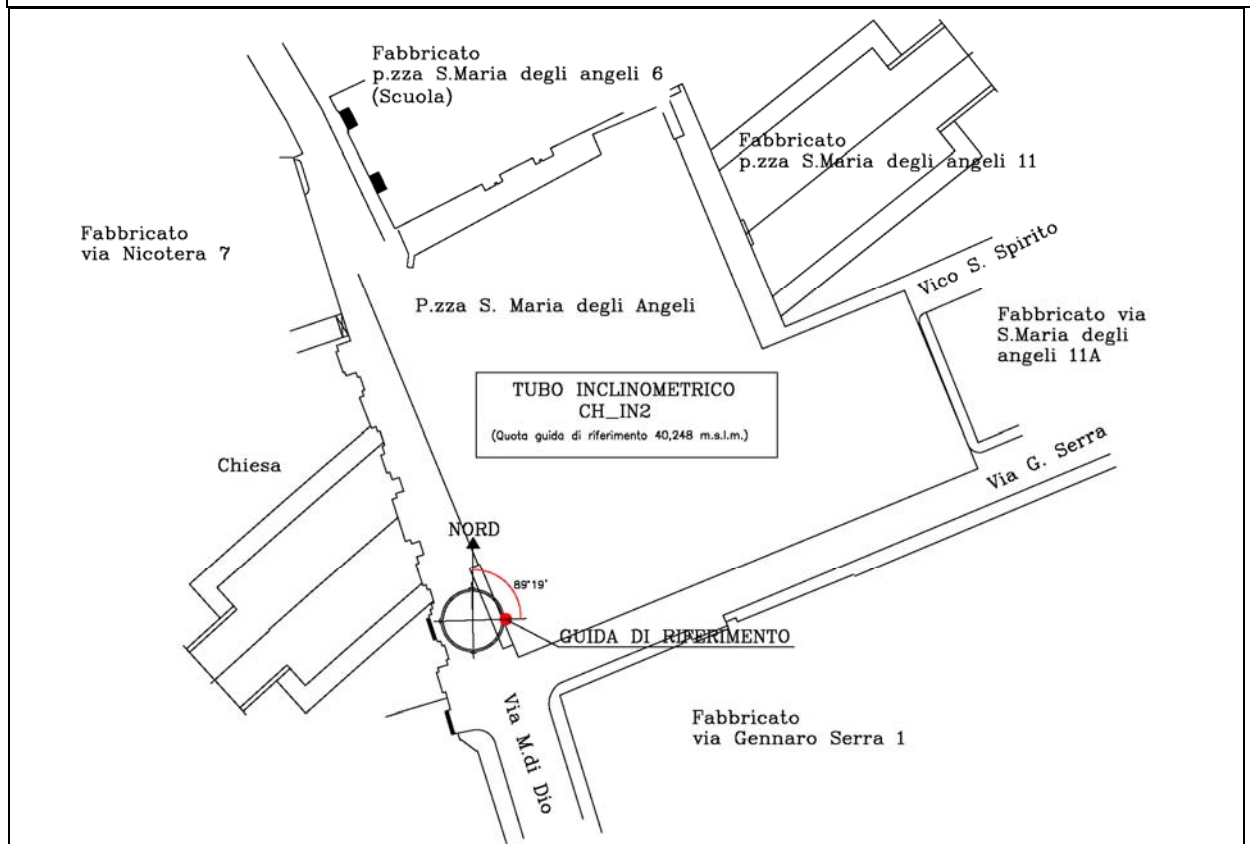 Fabbricato
p.zza S.Maria degli angeli 6
(Scuola)
Fabbricato
p.zza S.Maria degli angeli 11
Fabbricato
via Nicotera 7
Vico S. Spirito
P.zza S. Maria degli Angeli
Fabbricato via
S.Maria degli
angeli 11A
TUBO INCLINOMETRICO
CH_IN2
(Quota guida di riferimento 40,248 m.s.l.m.)
Chiesa
Via G. Serra
NORD
89°19'
GUIDA DI RIFERIMENTO
Via M.di Dio
Fabbricato
via Gennaro Serra 1